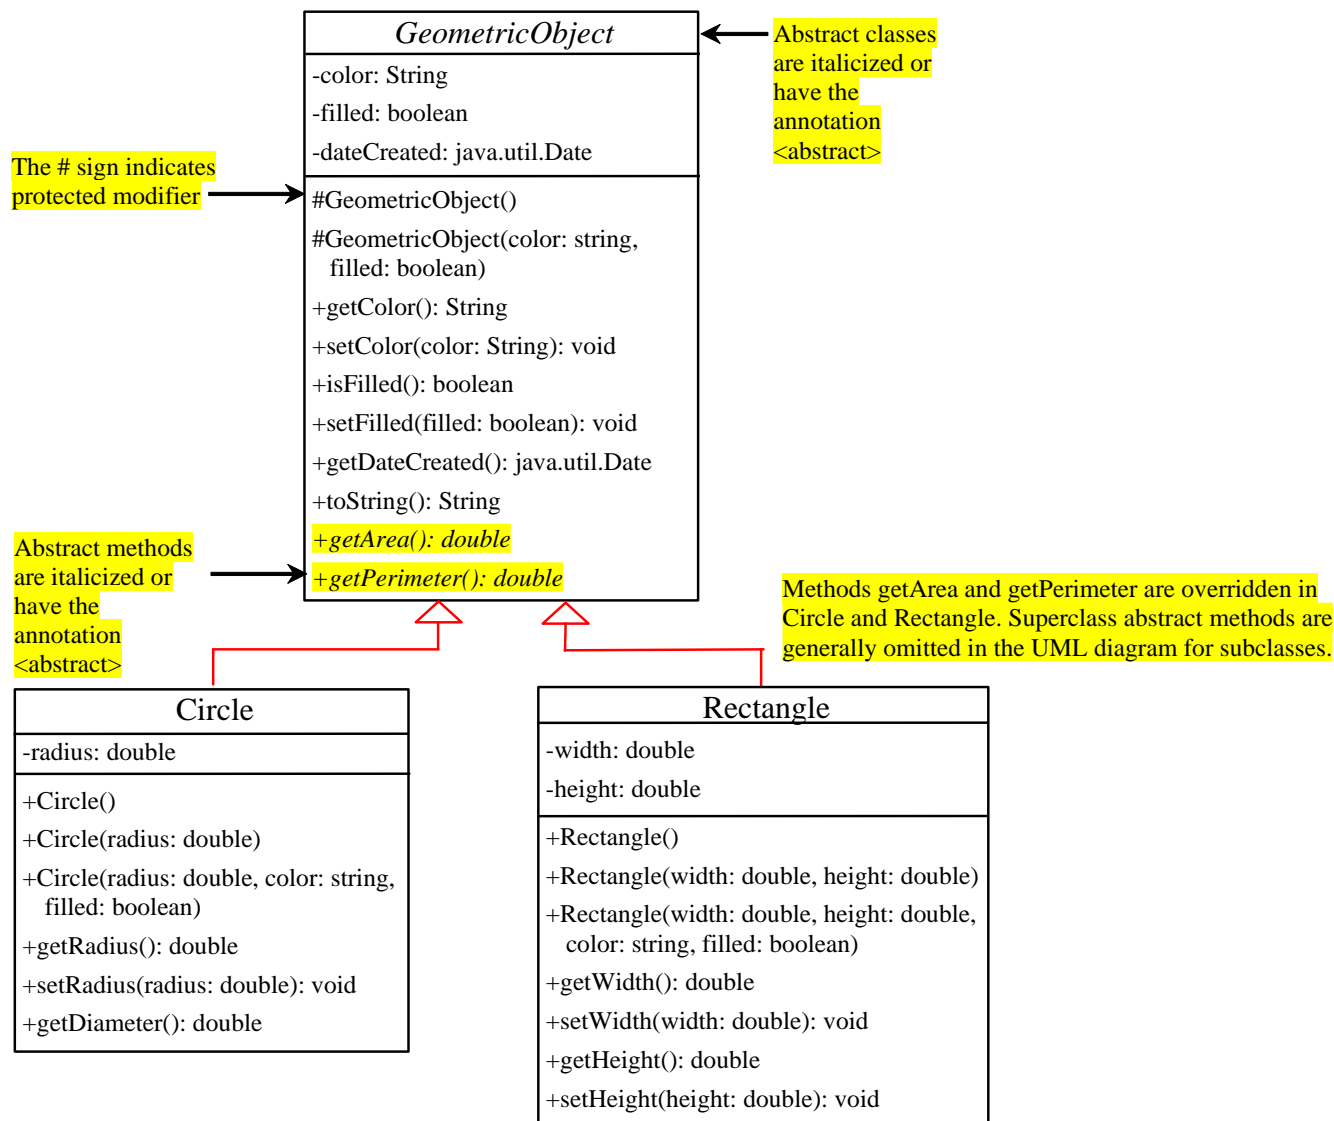 GeometricObject
-color: String
-filled: boolean
-dateCreated: java.util.Date
#GeometricObject()
#GeometricObject(color: string,
filled: boolean)
+getColor(): String
+setColor(color: String): void
+isFilled(): boolean
+setFilled(filled: boolean): void
+getDateCreated(): java.util.Date
+toString(): String
+getArea(): double
+getPerimeter(): double
Abstract classes
are italicized or
have the
annotation
<abstract>
The # sign indicates
protected modifier
Abstract methods
are italicized or
have the
annotation
<abstract>
Methods getArea and getPerimeter are overridden in
Circle and Rectangle. Superclass abstract methods are
generally omitted in the UML diagram for subclasses.
Circle
-radius: double
+Circle()
+Circle(radius: double)
+Circle(radius: double, color: string,
filled: boolean)
+getRadius(): double
+setRadius(radius: double): void
+getDiameter(): double
Rectangle
-width: double
-height: double
+Rectangle()
+Rectangle(width: double, height: double)
+Rectangle(width: double, height: double,
color: string, filled: boolean)
+getWidth(): double
+setWidth(width: double): void
+getHeight(): double
+setHeight(height: double): void